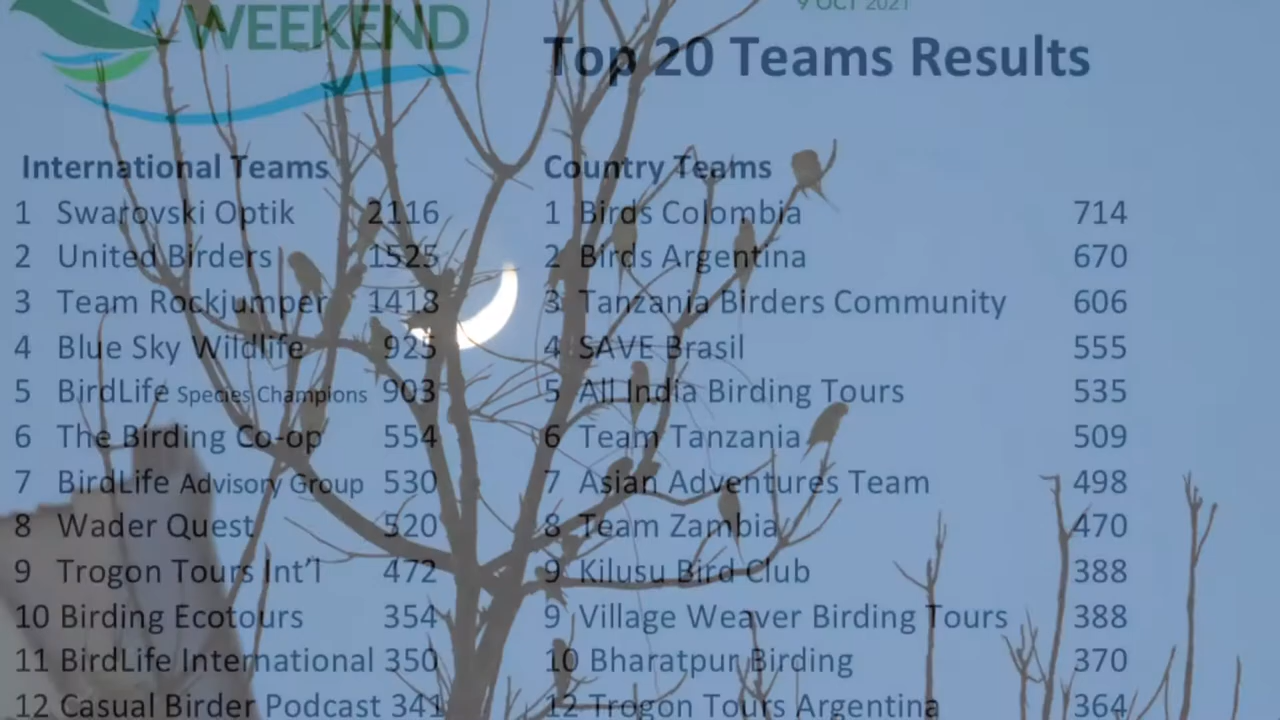 WEEKEND
9 OCT 2021
Top 20 Teams Results
International Teams
1 Swarovski Optik 2116
2 United Birders 1525
3 Team Rockjumper 1418
4 Blue Sky Wildlife 925
5 BirdLife Species Champions 903
6 The Birding Co-op 554
7 BirdLife Advisory Group 530
8 Wader Quest 520
9 Trogon Tours Int'l 472
10 Birding Ecotours 354
11 BirdLife International 350
12 Casual Birder Podcast 341
Country Teams
1 Birds Colombia 714
2 Birds Argentina 670
3 Tanzania Birders Community 606
4 SAVE Brasil 555
5 All India Birding Tours 535
6 Team Tanzania 509
7 Asian Adventures Team 498
8 Team Zambia 470
9 Kilusu Bird Club 388
9 Village Weaver Birding Tours 388
10 Bharatpur Birding 370
12 Trogon Tours Argentina 364